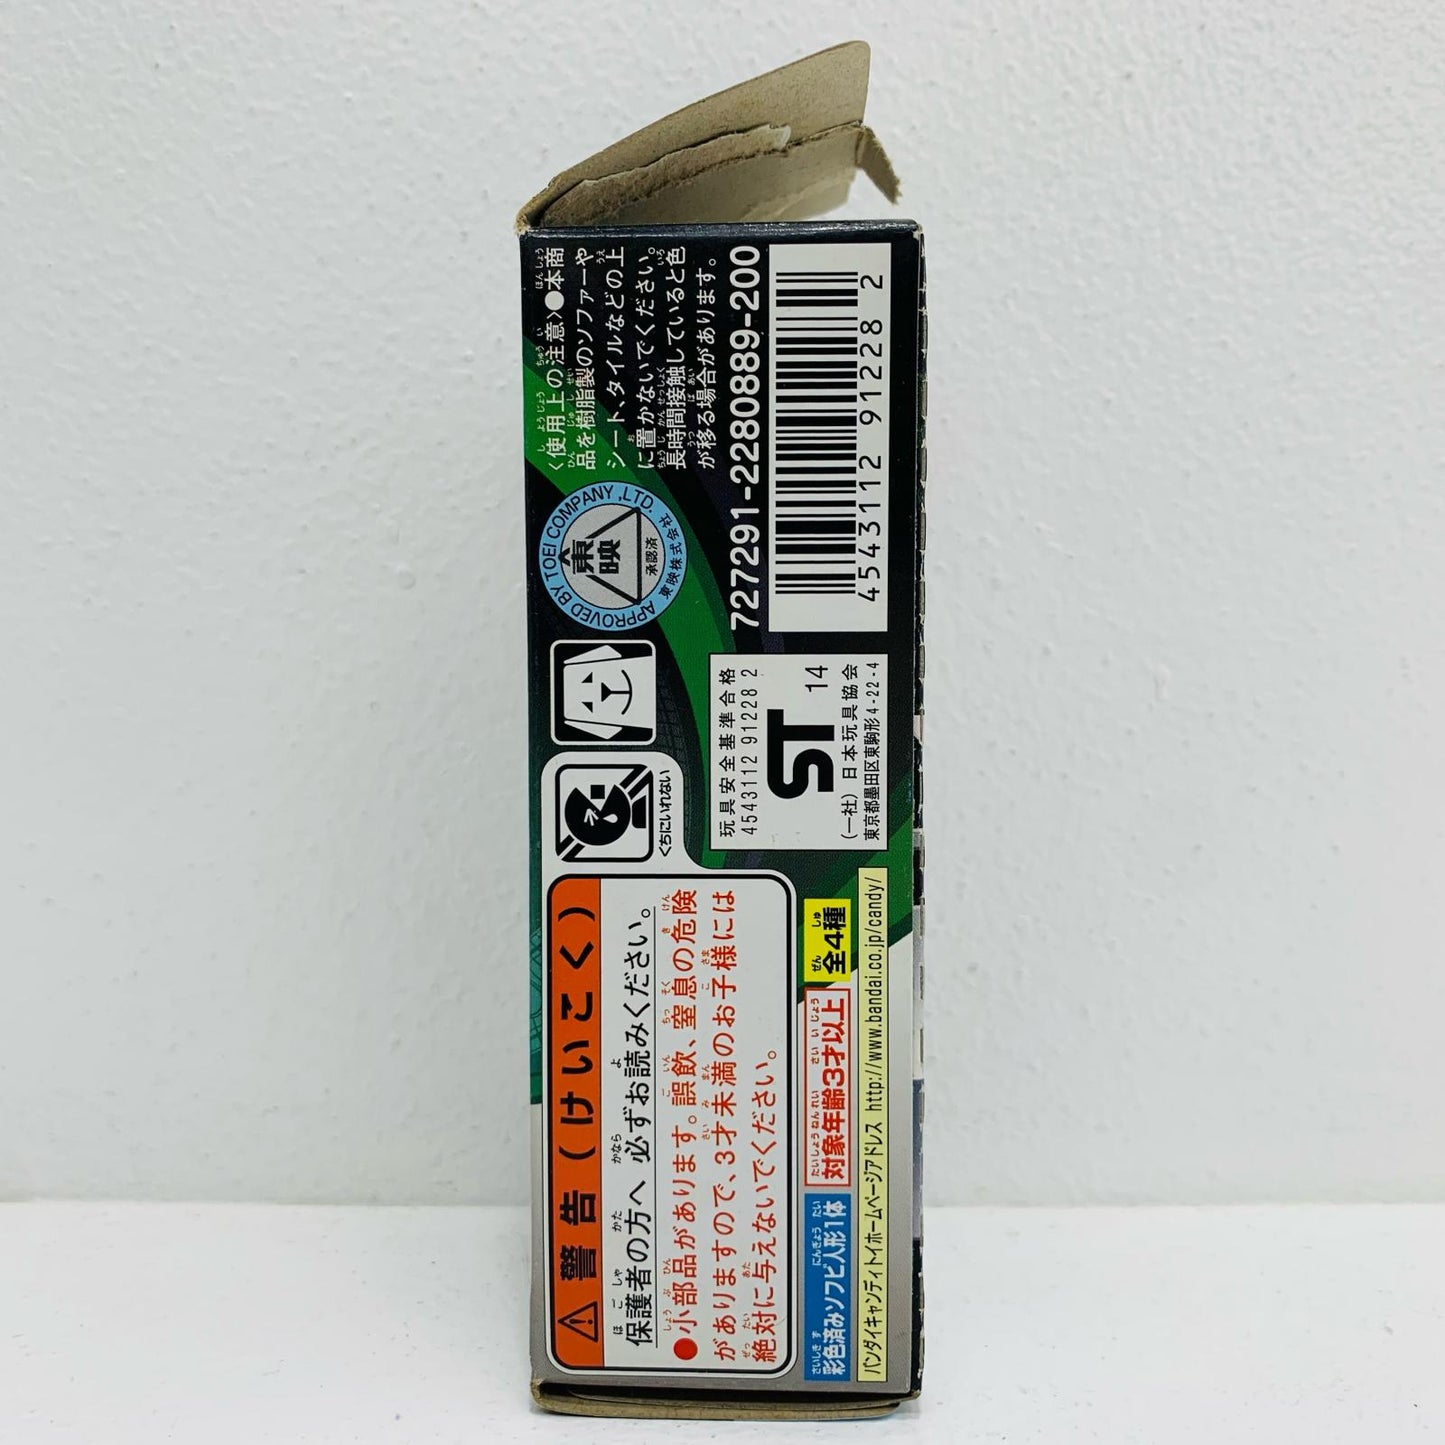 ⚠警告(けいこく)
保護者の方へ 必ずお読みください。
●小部品があります。誤飲、窒息の危険
がありますので、3才未満のお子様には
絶対に与えないでください。
くちにいれない
彩色済みソフビ人形1体
対象年齢3才以上
全4種
バンダイキャンディトイホームページアドレス http://www.bandai.co.jp/candy/
玩具安全基準合格
4543112 91228 2
ST 14
(一社)日本玩具協会
東京都墨田区東駒形4-22-4
APPROVED BY TOEI COMPANY ,LTD.
東映
承認済
東映株式会社
〈使用上の注意〉●本商
品を樹脂製のソファーや
シート、タイルなどの上
に置かないでください。
長時間接触していると色
が移る場合があります。
727291-2280889-200
4543112 912282